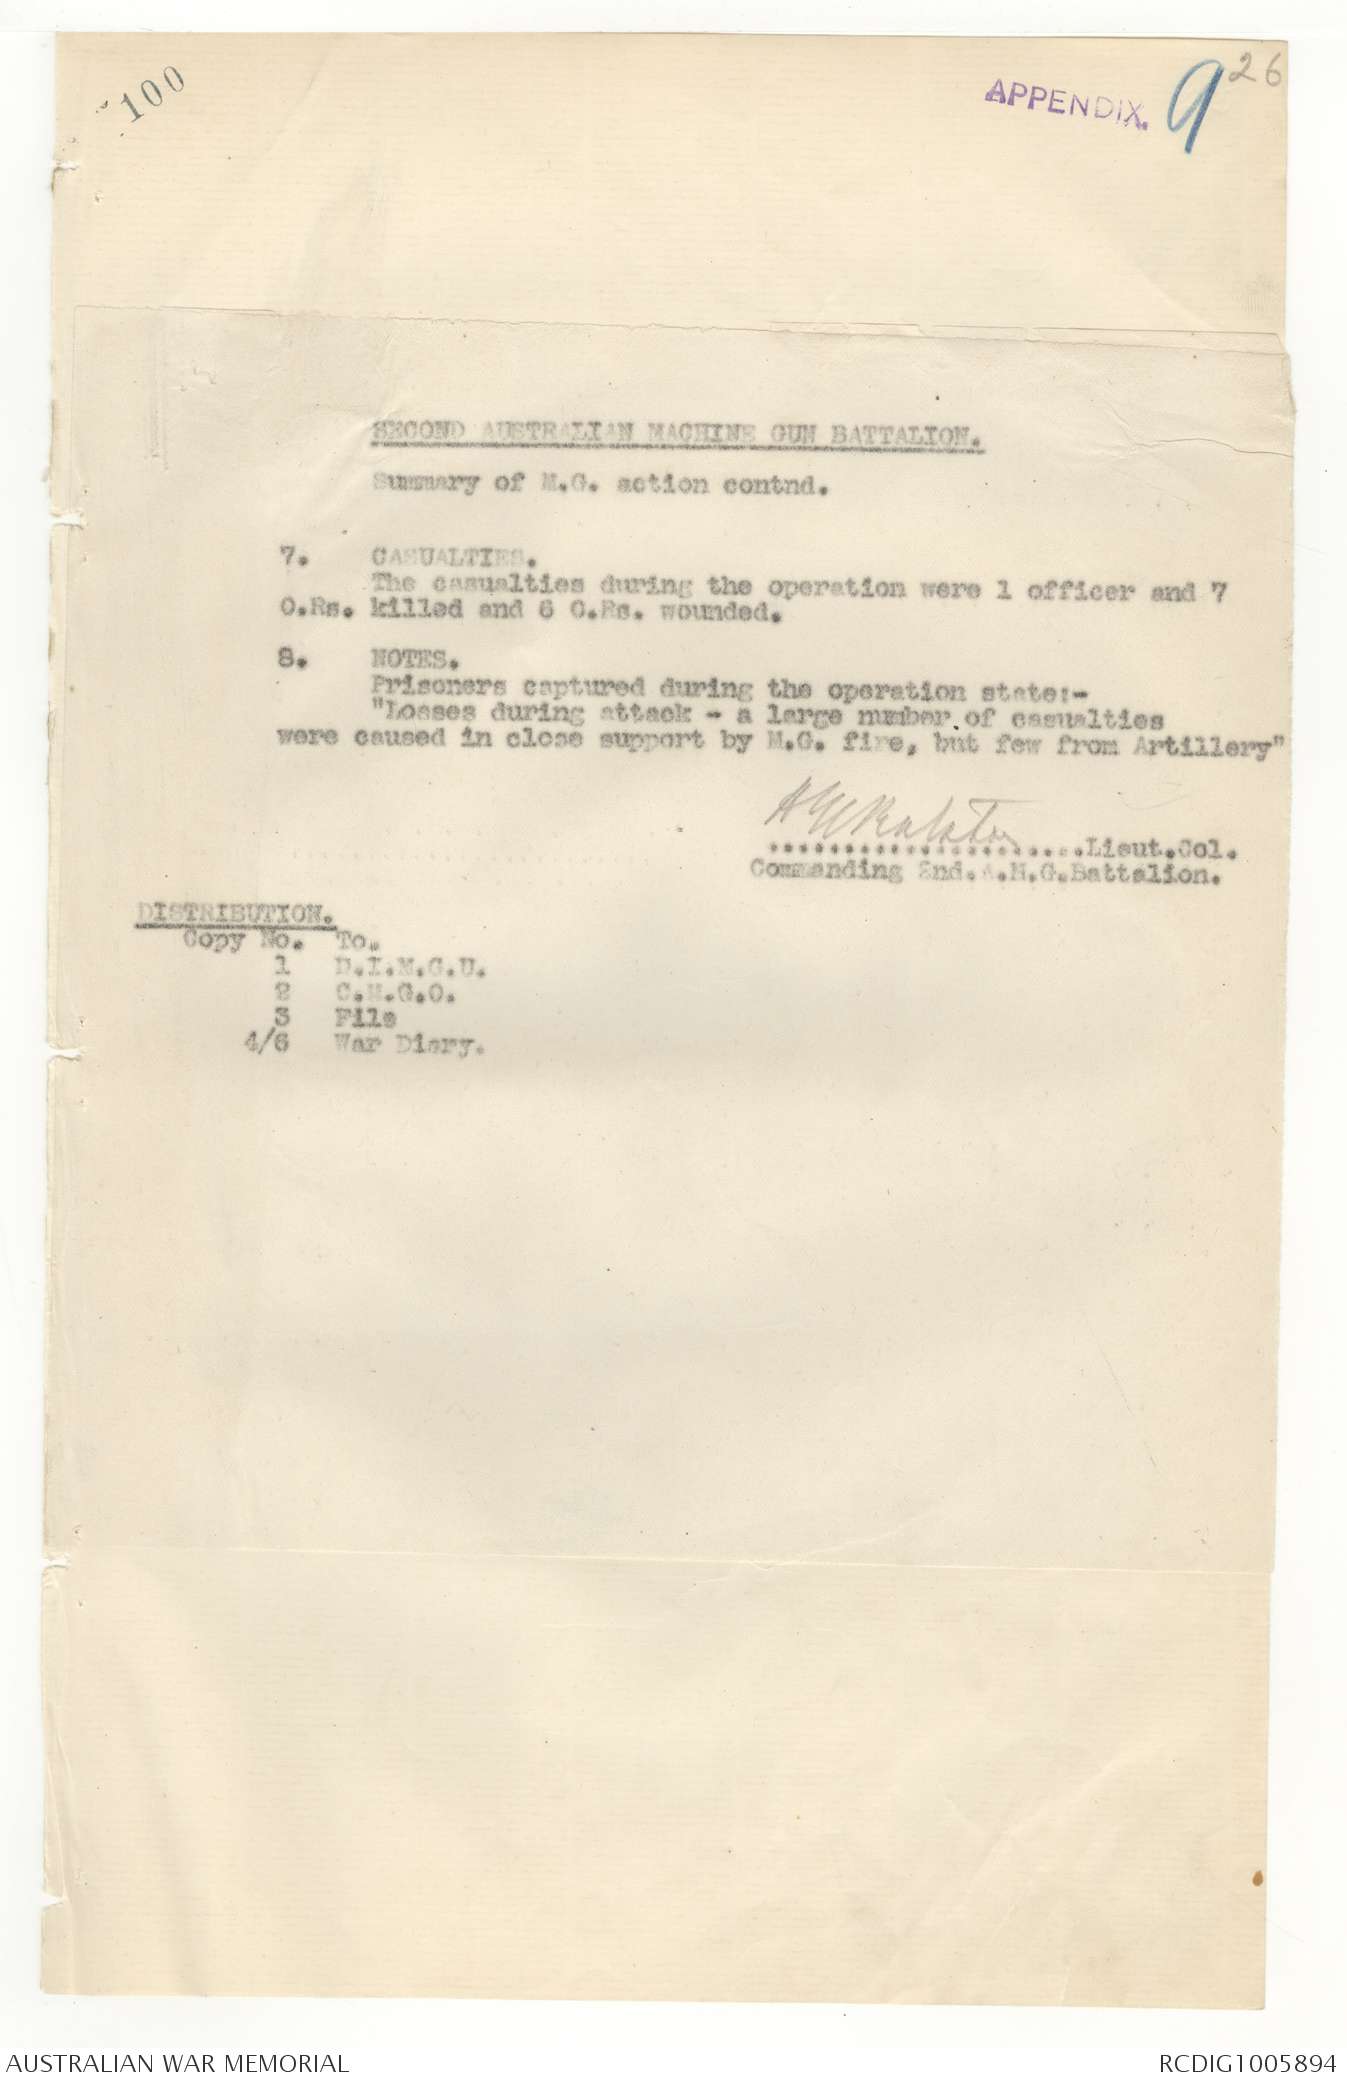 100
APPENDIX. 9 26
SECOND AUSTRALIAN MACHINE GUN BATTALION.
Summary of M.G. action contnd.
7. CASUALTIES.
The casualties during the operation were 1 officer and 7
O.Rs. killed and 6 O.Rs. wounded.
8. NOTES.
Prisoners captured during the operation state:-
"Losses during attack - a large number of casualties
were caused in close support by M.G. fire, but few from Artillery"
.....................Lieut.Col.
Commanding 2nd.A.M.G.Battalion.
DISTRIBUTION.
Copy No. To.
1 D.I.M.G.U.
2 C.M.G.O.
3 File
4/6 War Diary.
AUSTRALIAN WAR MEMORIAL RCDIG1005894